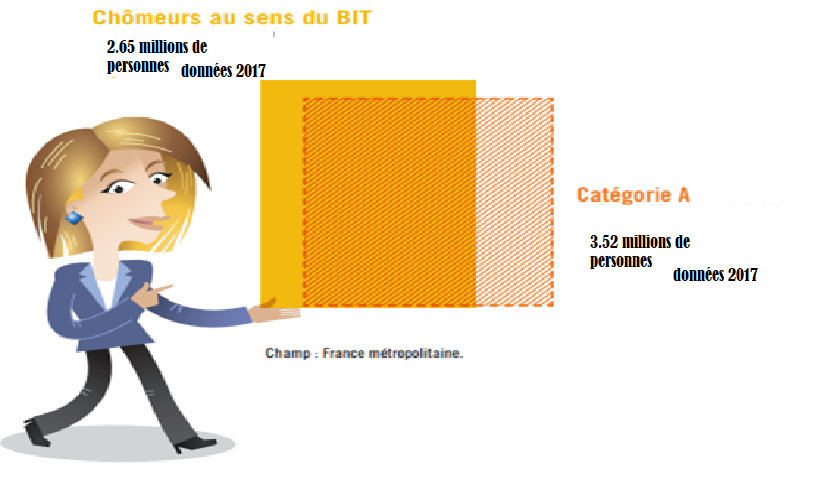 Chômeurs au sens du BIT
2.65 millions de
personnes données 2017
Catégorie A
3.52 millions de
personnes
données 2017
Champ : France métropolitaine.